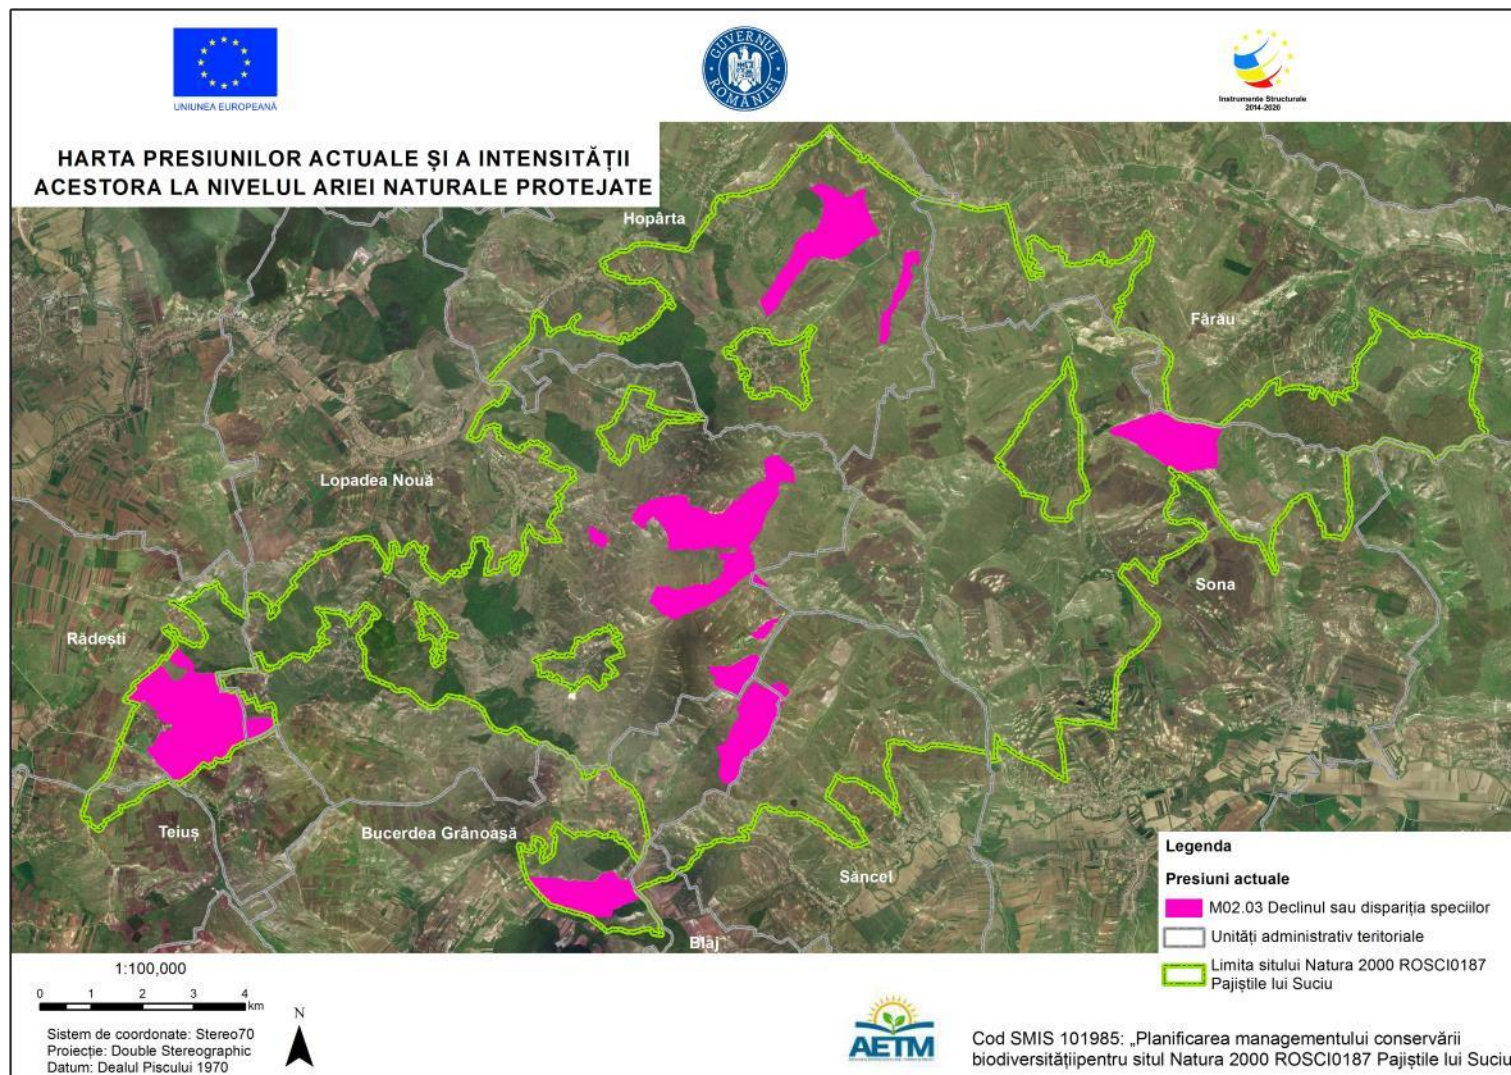 UNIUNEA EUROPEANĂ
GUVERNUL ROMÂNIEI
Instrumente Structurale
2014-2020
HARTA PRESIUNILOR ACTUALE ȘI A INTENSITĂȚII
ACESTORA LA NIVELUL ARIEI NATURALE PROTEJATE
Hopârta
Fărău
Lopadea Nouă
Sona
Rădești
Teiuș
Bucerdea Grânoașă
Sâncel
Blaj
Legenda
Presiuni actuale
M02.03 Declinul sau dispariția speciilor
Unități administrativ teritoriale
Limita sitului Natura 2000 ROSCI0187
Pajiștile lui Suciu
1:100,000
0 1 2 3 4
km
N
Sistem de coordonate: Stereo70
Proiecție: Double Stereographic
Datum: Dealul Piscului 1970
AETM
Cod SMIS 101985: „Planificarea managementului conservării
biodiversitățiipentru situl Natura 2000 ROSCI0187 Pajiștile lui Suciu